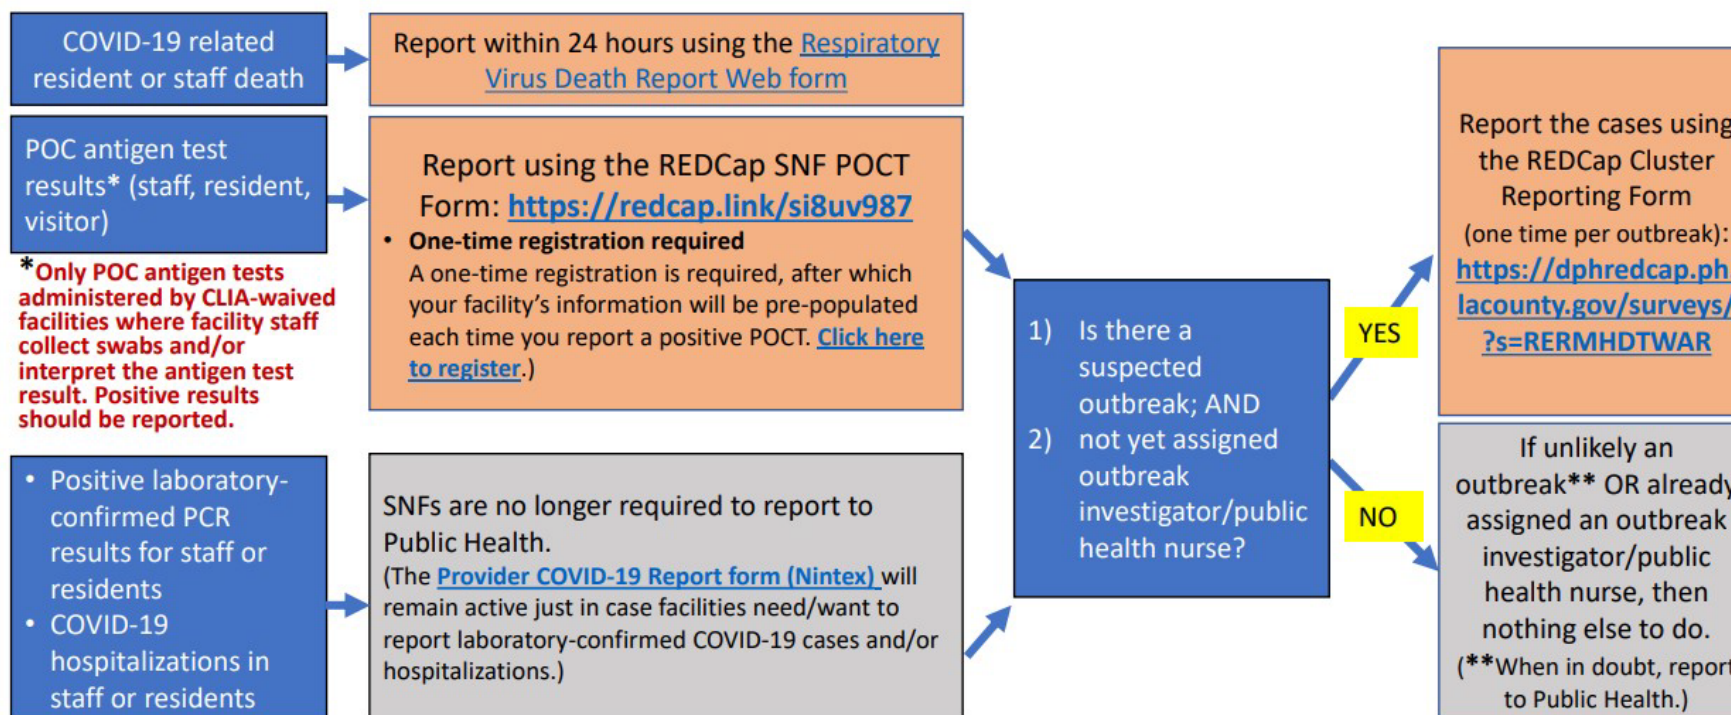 COVID-19 related
resident or staff death
Report within 24 hours using the Respiratory
Virus Death Report Web form
POC antigen test
results* (staff, resident,
visitor)
*Only POC antigen tests
administered by CLIA-waived
facilities where facility staff
collect swabs and/or
interpret the antigen test
result. Positive results
should be reported.
Report using the REDCap SNF POCT
Form: https://redcap.link/si8uv987
• One-time registration required
A one-time registration is required, after which
your facility’s information will be pre-populated
each time you report a positive POCT. Click here
to register.)
• Positive laboratory-
confirmed PCR
results for staff or
residents
• COVID-19
hospitalizations in
staff or residents
SNFs are no longer required to report to
Public Health.
(The Provider COVID-19 Report form (Nintex) will
remain active just in case facilities need/want to
report laboratory-confirmed COVID-19 cases and/or
hospitalizations.)
1) Is there a
suspected
outbreak; AND
2) not yet assigned
outbreak
investigator/public
health nurse?
YES
NO
Report the cases using
the REDCap Cluster
Reporting Form
(one time per outbreak):
https://dphredcap.ph.
lacounty.gov/surveys/
?s=RERMHDTWAR
If unlikely an
outbreak** OR already
assigned an outbreak
investigator/public
health nurse, then
nothing else to do.
(**When in doubt, report
to Public Health.)